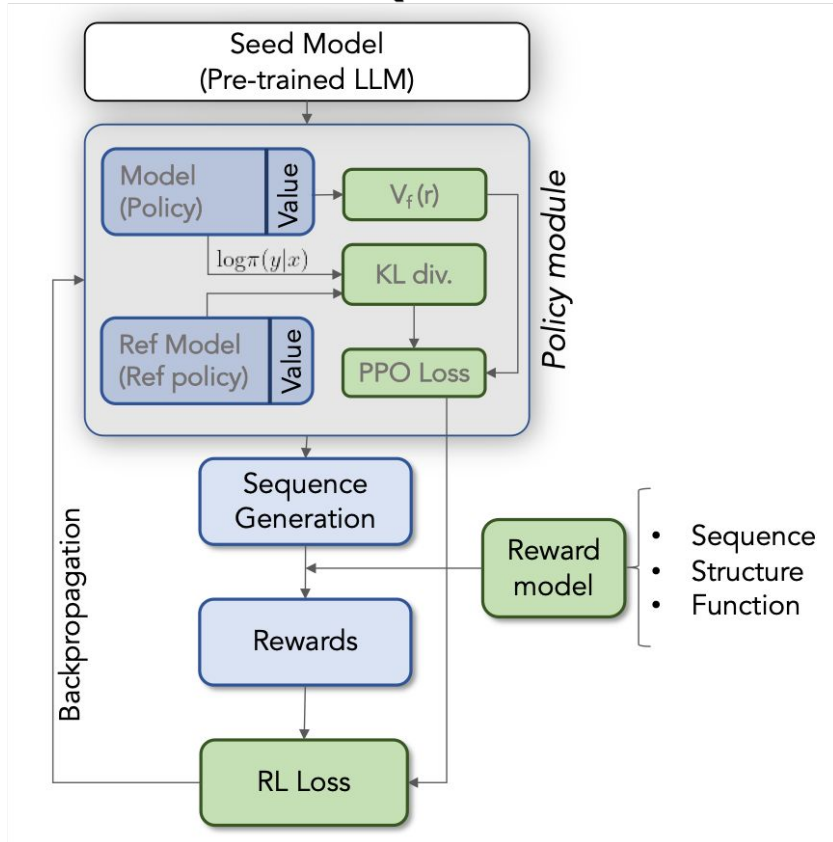 Seed Model
(Pre-trained LLM)
Model
(Policy)
Value
V_f(r)
logπ(y|x)
KL div.
Ref Model
(Ref policy)
Value
PPO Loss
Policy module
Sequence
Generation
Reward
model
• Sequence
• Structure
• Function
Rewards
Backpropagation
RL Loss